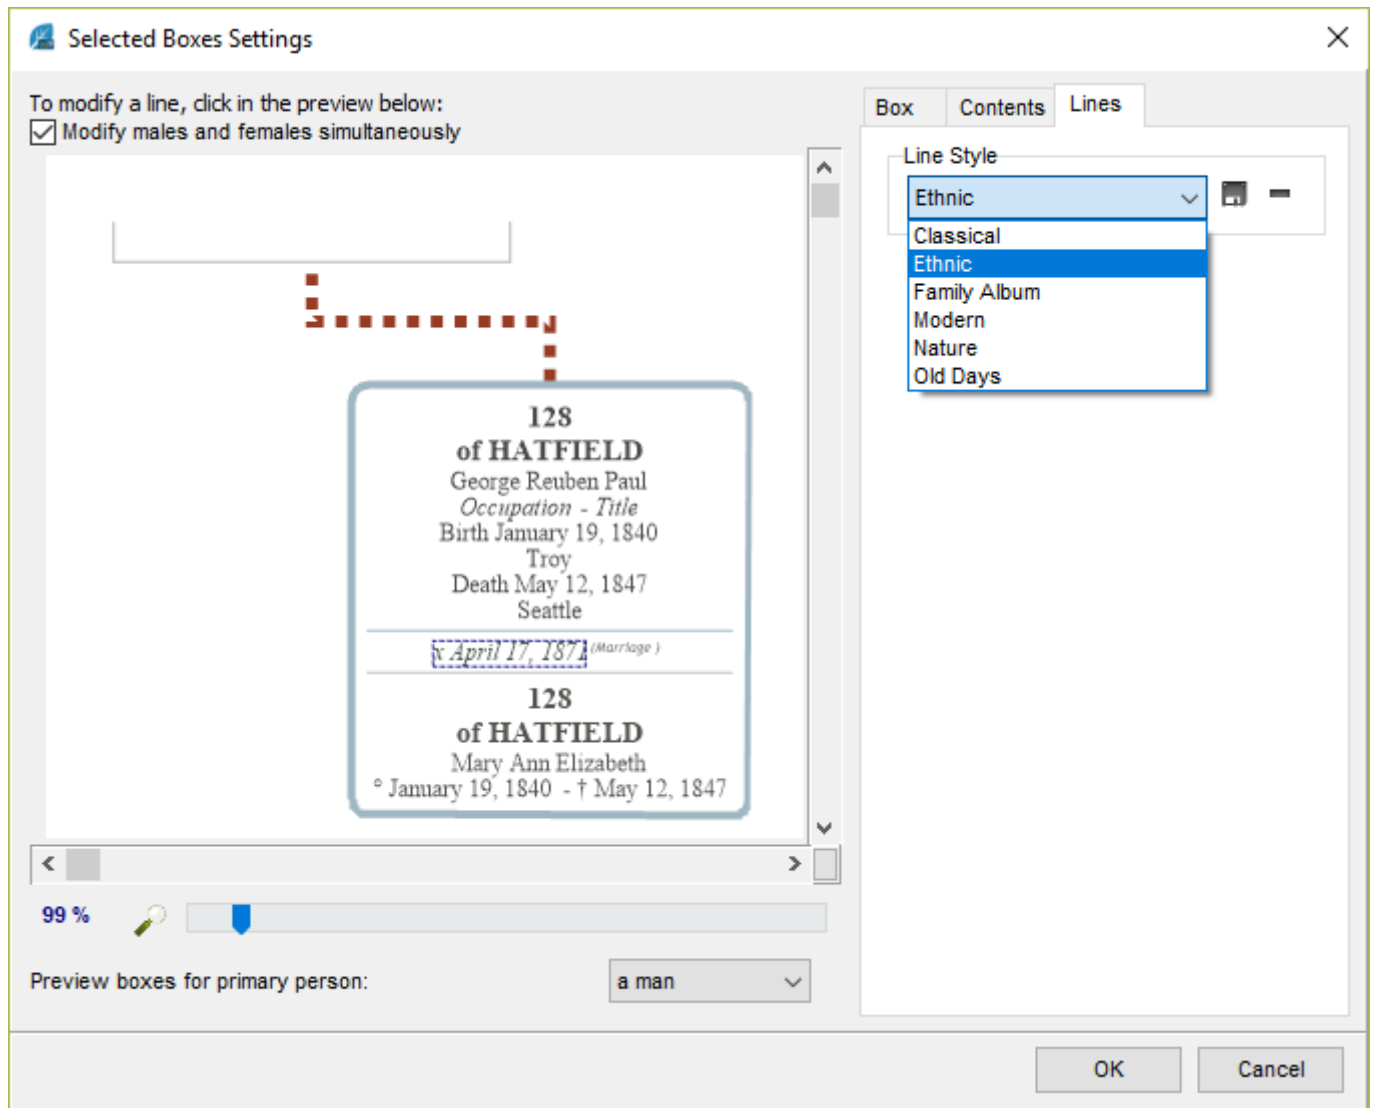 Selected Boxes Settings
To modify a line, click in the preview below:
Modify males and females simultaneously
128
of HATFIELD
George Reuben Paul
Occupation - Title
Birth January 19, 1840
Troy
Death May 12, 1847
Seattle
x April 17, 1871 (Marriage )
128
of HATFIELD
Mary Ann Elizabeth
° January 19, 1840 - † May 12, 1847
99 %
Preview boxes for primary person:
a man
Box Contents Lines
Line Style
Ethnic
Classical
Ethnic
Family Album
Modern
Nature
Old Days
OK Cancel